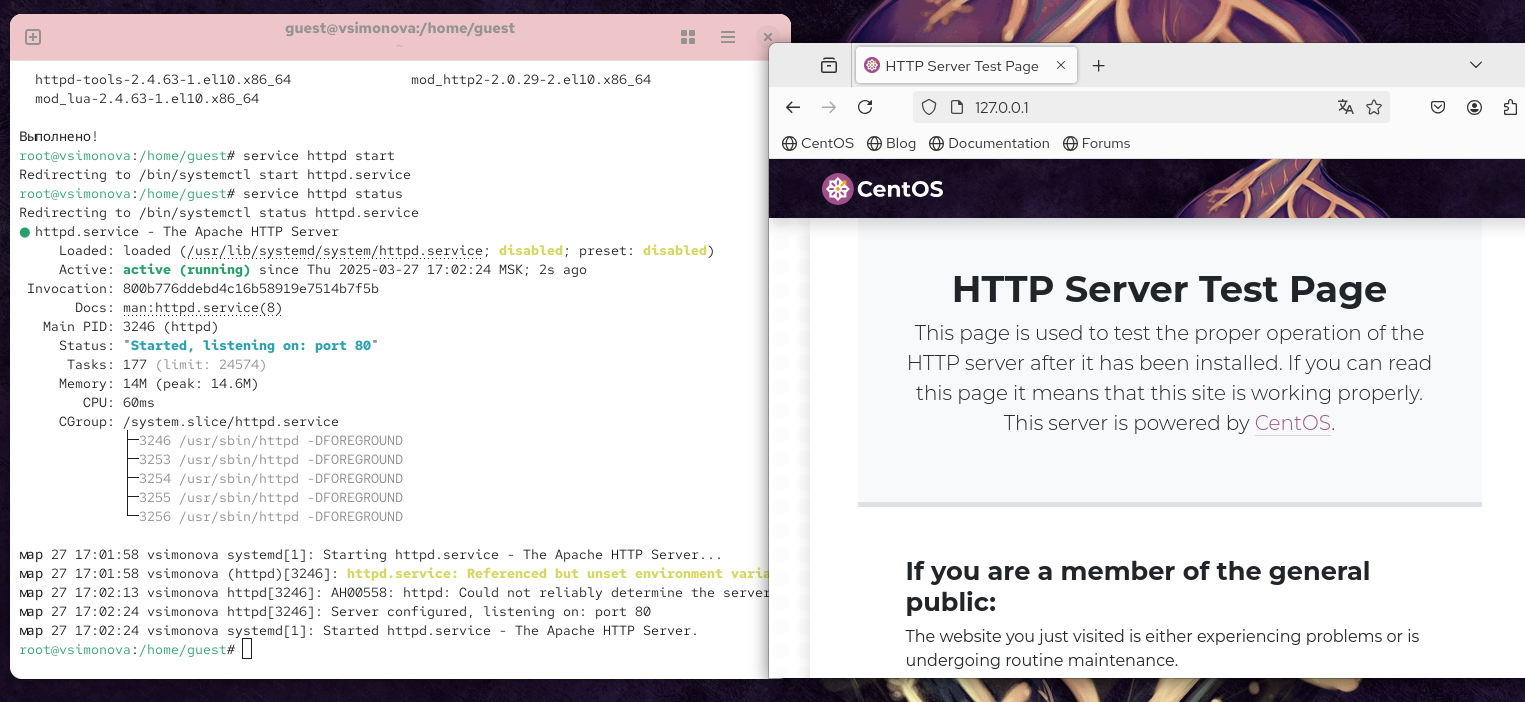 guest@vsimonova:/home/guest
~
httpd-tools-2.4.63-1.el10.x86_64 mod_http2-2.0.29-2.el10.x86_64
mod_lua-2.4.63-1.el10.x86_64
Выполнено!
root@vsimonova:/home/guest# service httpd start
Redirecting to /bin/systemctl start httpd.service
root@vsimonova:/home/guest# service httpd status
Redirecting to /bin/systemctl status httpd.service
● httpd.service - The Apache HTTP Server
Loaded: loaded (/usr/lib/systemd/system/httpd.service; disabled; preset: disabled)
Active: active (running) since Thu 2025-03-27 17:02:24 MSK; 2s ago
Invocation: 800b776ddebd4c16b58919e7514b7f5b
Docs: man:httpd.service(8)
Main PID: 3246 (httpd)
Status: "Started, listening on: port 80"
Tasks: 177 (limit: 24574)
Memory: 14M (peak: 14.6M)
CPU: 60ms
CGroup: /system.slice/httpd.service
├─3246 /usr/sbin/httpd -DFOREGROUND
├─3253 /usr/sbin/httpd -DFOREGROUND
├─3254 /usr/sbin/httpd -DFOREGROUND
├─3255 /usr/sbin/httpd -DFOREGROUND
└─3256 /usr/sbin/httpd -DFOREGROUND
мар 27 17:01:58 vsimonova systemd[1]: Starting httpd.service - The Apache HTTP Server...
мар 27 17:01:58 vsimonova (httpd)[3246]: httpd.service: Referenced but unset environment varia
мар 27 17:02:13 vsimonova httpd[3246]: AH00558: httpd: Could not reliably determine the server
мар 27 17:02:24 vsimonova httpd[3246]: Server configured, listening on: port 80
мар 27 17:02:24 vsimonova systemd[1]: Started httpd.service - The Apache HTTP Server.
root@vsimonova:/home/guest#
HTTP Server Test Page
127.0.0.1
CentOS Blog Documentation Forums
CentOS
HTTP Server Test Page
This page is used to test the proper operation of the
HTTP server after it has been installed. If you can read
this page it means that this site is working properly.
This server is powered by CentOS.
If you are a member of the general
public:
The website you just visited is either experiencing problems or is
undergoing routine maintenance.